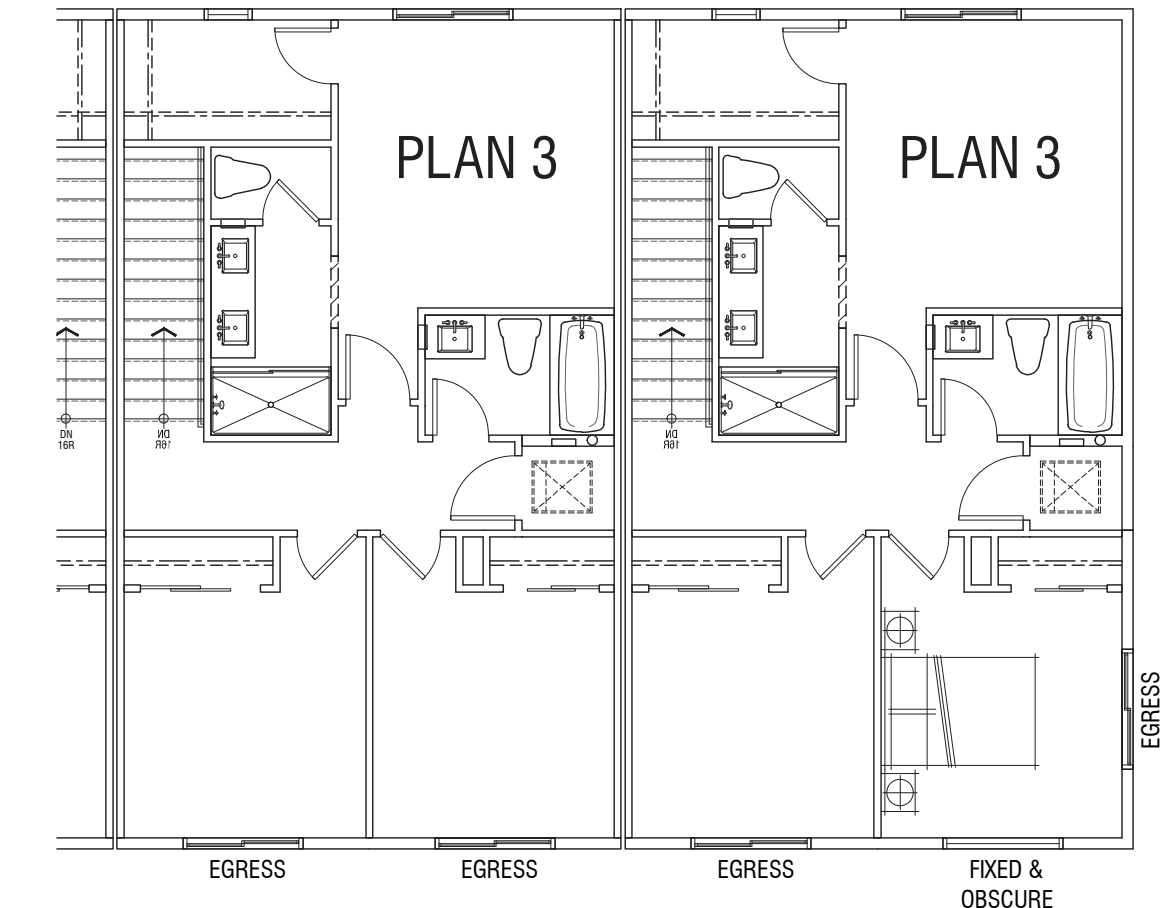 PLAN 3
PLAN 3
DN
16R
DN
16R
DN
16R
EGRESS
EGRESS
EGRESS
EGRESS
FIXED &
OBSCURE